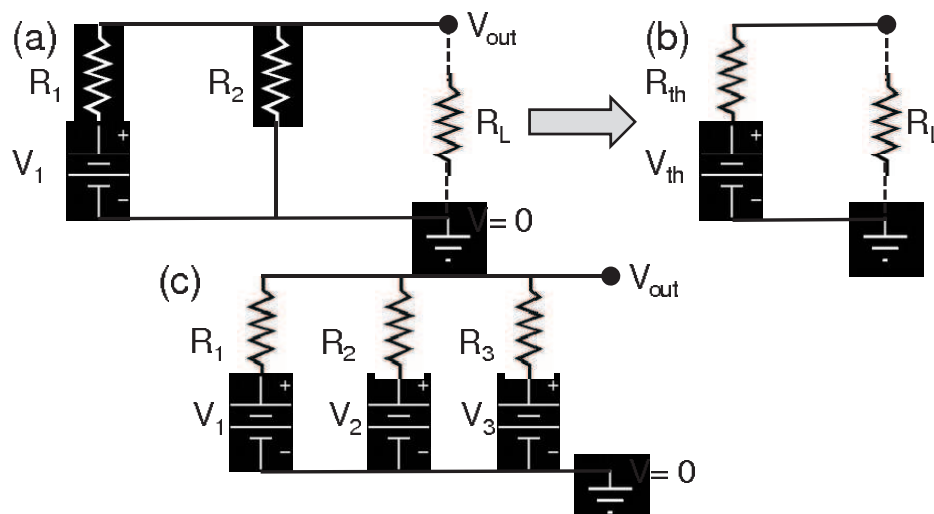 (a)
V_out
(b)
R_1
R_2
R_L
R_th
R_L
V_1
+
−
V_th
+
−
V = 0
(c)
V_out
R_1
R_2
R_3
V_1
+
−
V_2
+
−
V_3
+
−
V = 0